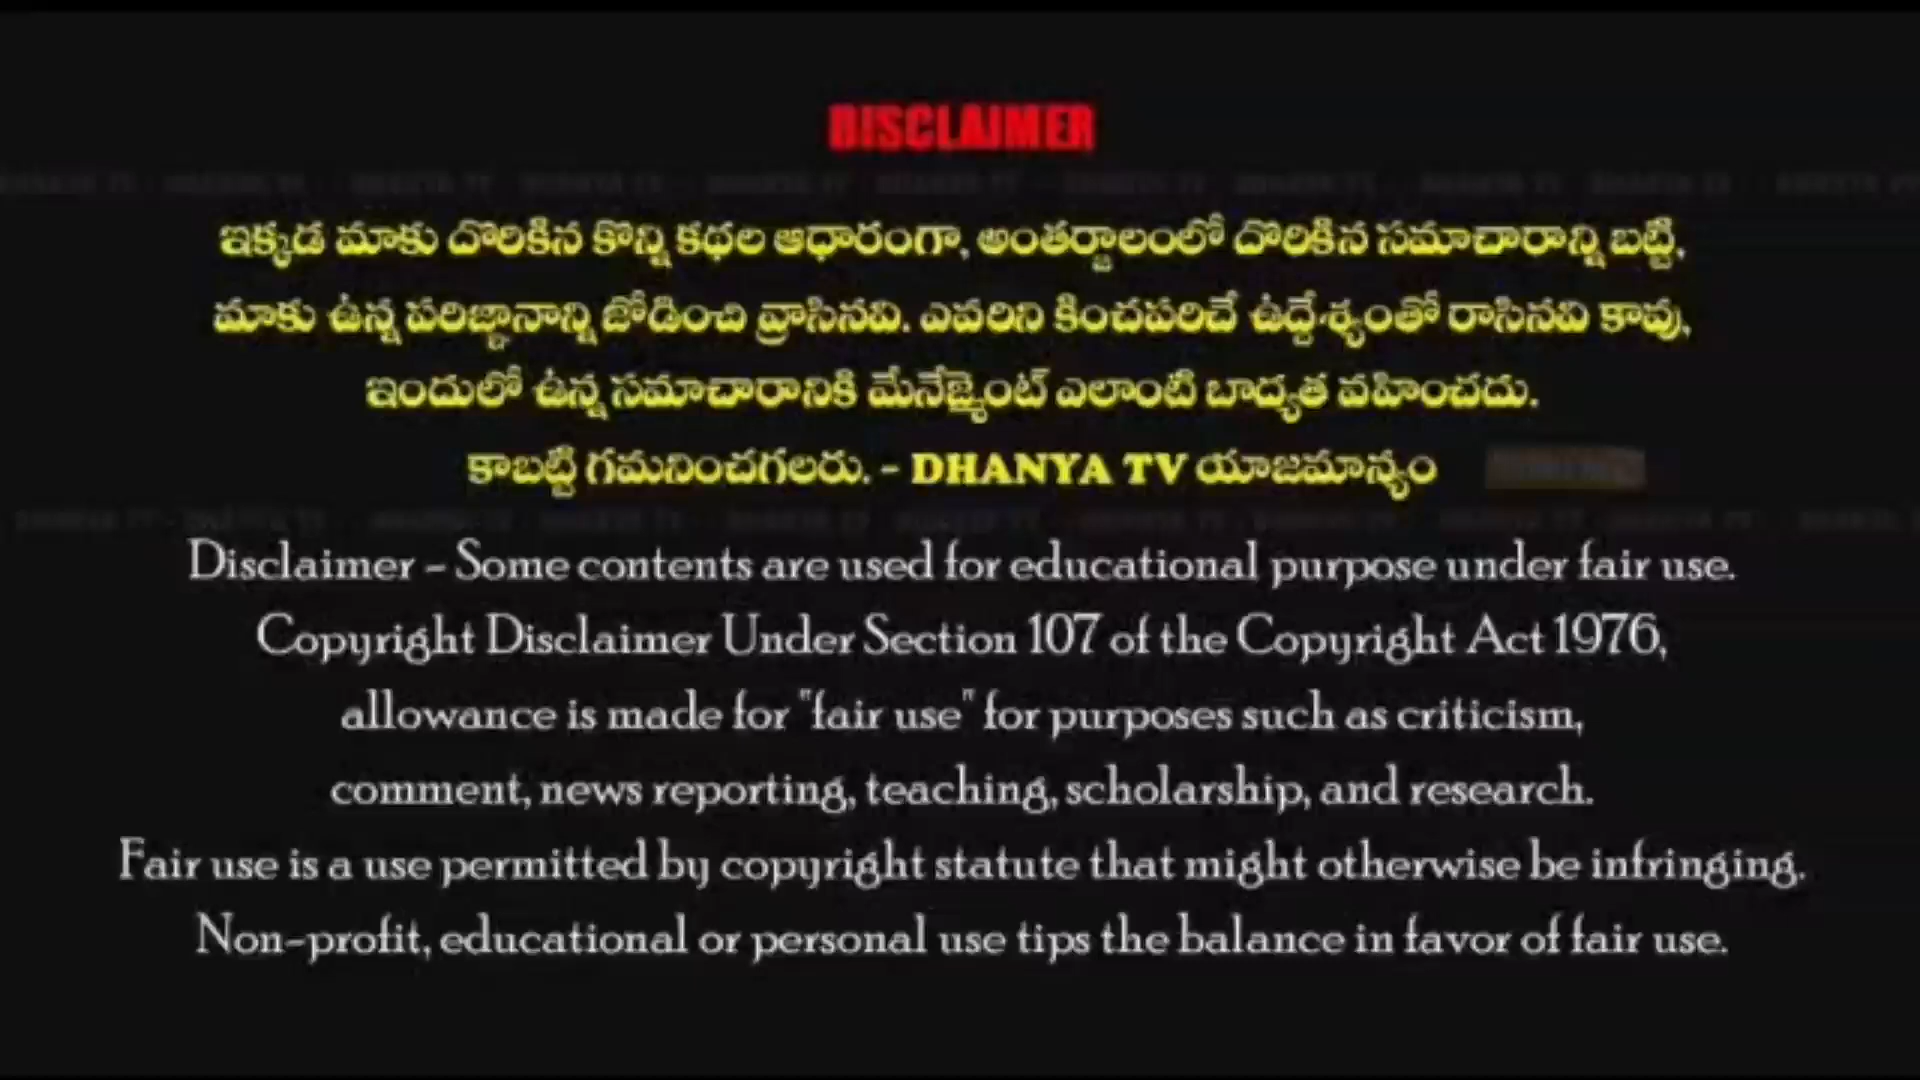 DISCLAIMER
ఇక్కడ మాకు దొరికిన కొన్ని కథల ఆధారంగా, అంతర్జాలంలో దొరికిన సమాచారాన్ని బట్టి,
మాకు ఉన్న పరిజ్ఞానాన్ని జోడించి వ్రాసినవి. ఎవరిని కించపరిచే ఉద్దేశ్యంతో రాసినవి కావు,
ఇందులో ఉన్న సమాచారానికి మేనేజ్మెంట్ ఎలాంటి బాద్యత వహించదు.
కాబట్టి గమనించగలరు. - DHANYA TV యాజమాన్యం
Disclaimer - Some contents are used for educational purpose under fair use.
Copyright Disclaimer Under Section 107 of the Copyright Act 1976,
allowance is made for "fair use" for purposes such as criticism,
comment, news reporting, teaching, scholarship, and research.
Fair use is a use permitted by copyright statute that might otherwise be infringing.
Non-profit, educational or personal use tips the balance in favor of fair use.